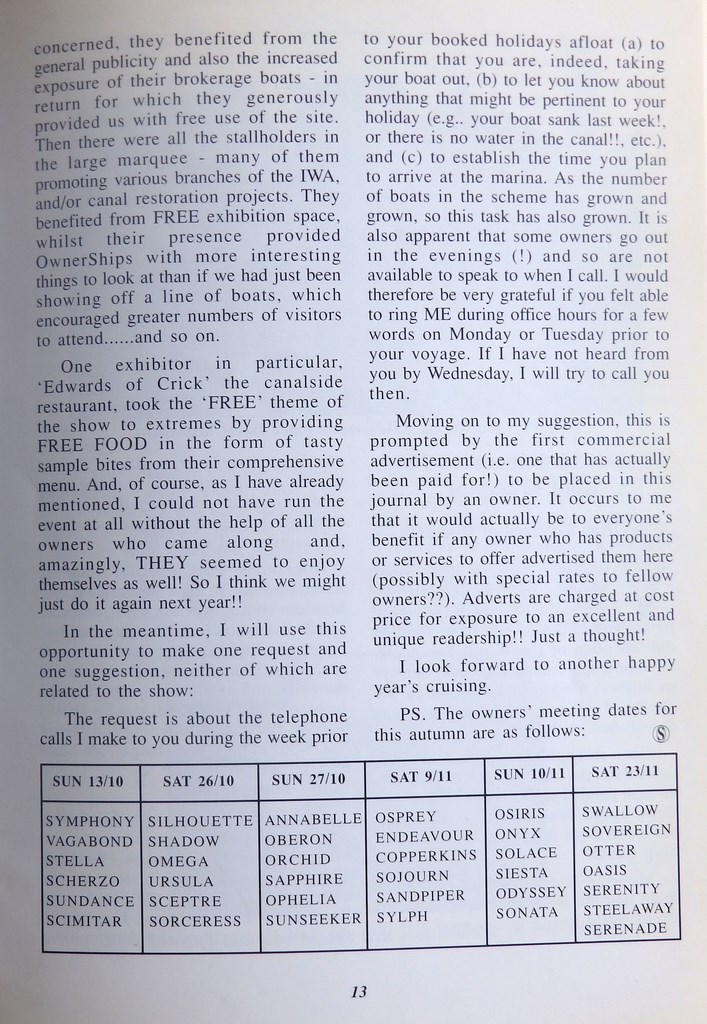 concerned, they benefited from the
general publicity and also the increased
exposure of their brokerage boats - in
return for which they generously
provided us with free use of the site.
Then there were all the stallholders in
the large marquee - many of them
promoting various branches of the IWA,
and/or canal restoration projects. They
benefited from FREE exhibition space,
whilst their presence provided
OwnerShips with more interesting
things to look at than if we had just been
showing off a line of boats, which
encouraged greater numbers of visitors
to attend......and so on.
One exhibitor in particular,
'Edwards of Crick' the canalside
restaurant, took the 'FREE' theme of
the show to extremes by providing
FREE FOOD in the form of tasty
sample bites from their comprehensive
menu. And, of course, as I have already
mentioned, I could not have run the
event at all without the help of all the
owners who came along and,
amazingly, THEY seemed to enjoy
themselves as well! So I think we might
just do it again next year!!
In the meantime, I will use this
opportunity to make one request and
one suggestion, neither of which are
related to the show:
The request is about the telephone
calls I make to you during the week prior
to your booked holidays afloat (a) to
confirm that you are, indeed, taking
your boat out, (b) to let you know about
anything that might be pertinent to your
holiday (e.g.. your boat sank last week!,
or there is no water in the canal!!, etc.),
and (c) to establish the time you plan
to arrive at the marina. As the number
of boats in the scheme has grown and
grown, so this task has also grown. It is
also apparent that some owners go out
in the evenings (!) and so are not
available to speak to when I call. I would
therefore be very grateful if you felt able
to ring ME during office hours for a few
words on Monday or Tuesday prior to
your voyage. If I have not heard from
you by Wednesday, I will try to call you
then.
Moving on to my suggestion, this is
prompted by the first commercial
advertisement (i.e. one that has actually
been paid for!) to be placed in this
journal by an owner. It occurs to me
that it would actually be to everyone's
benefit if any owner who has products
or services to offer advertised them here
(possibly with special rates to fellow
owners??). Adverts are charged at cost
price for exposure to an excellent and
unique readership!! Just a thought!
I look forward to another happy
year's cruising.
PS. The owners' meeting dates for
this autumn are as follows: S
SUN 13/10 SAT 26/10 SUN 27/10 SAT 9/11 SUN 10/11 SAT 23/11
SYMPHONY SILHOUETTE ANNABELLE OSPREY OSIRIS SWALLOW
VAGABOND SHADOW OBERON ENDEAVOUR ONYX SOVEREIGN
STELLA OMEGA ORCHID COPPERKINS SOLACE OTTER
SCHERZO URSULA SAPPHIRE SOJOURN SIESTA OASIS
SUNDANCE SCEPTRE OPHELIA SANDPIPER ODYSSEY SERENITY
SCIMITAR SORCERESS SUNSEEKER SYLPH SONATA STEELAWAY
SERENADE
13